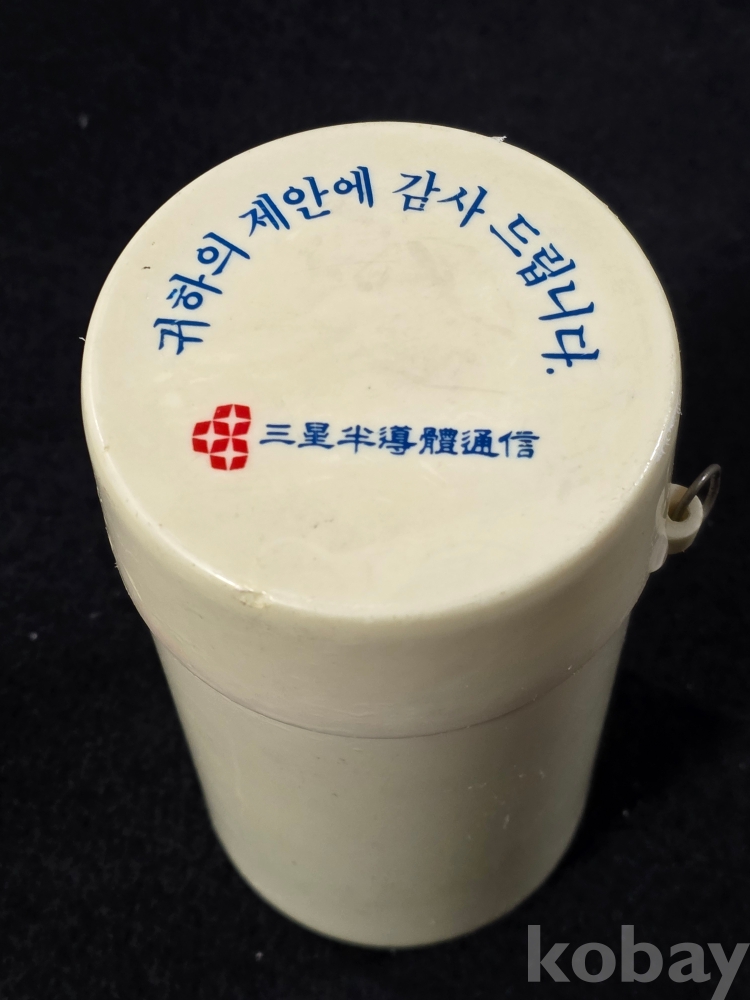 귀하의 제안에 감사 드립니다.
三星半導體通信
kobay